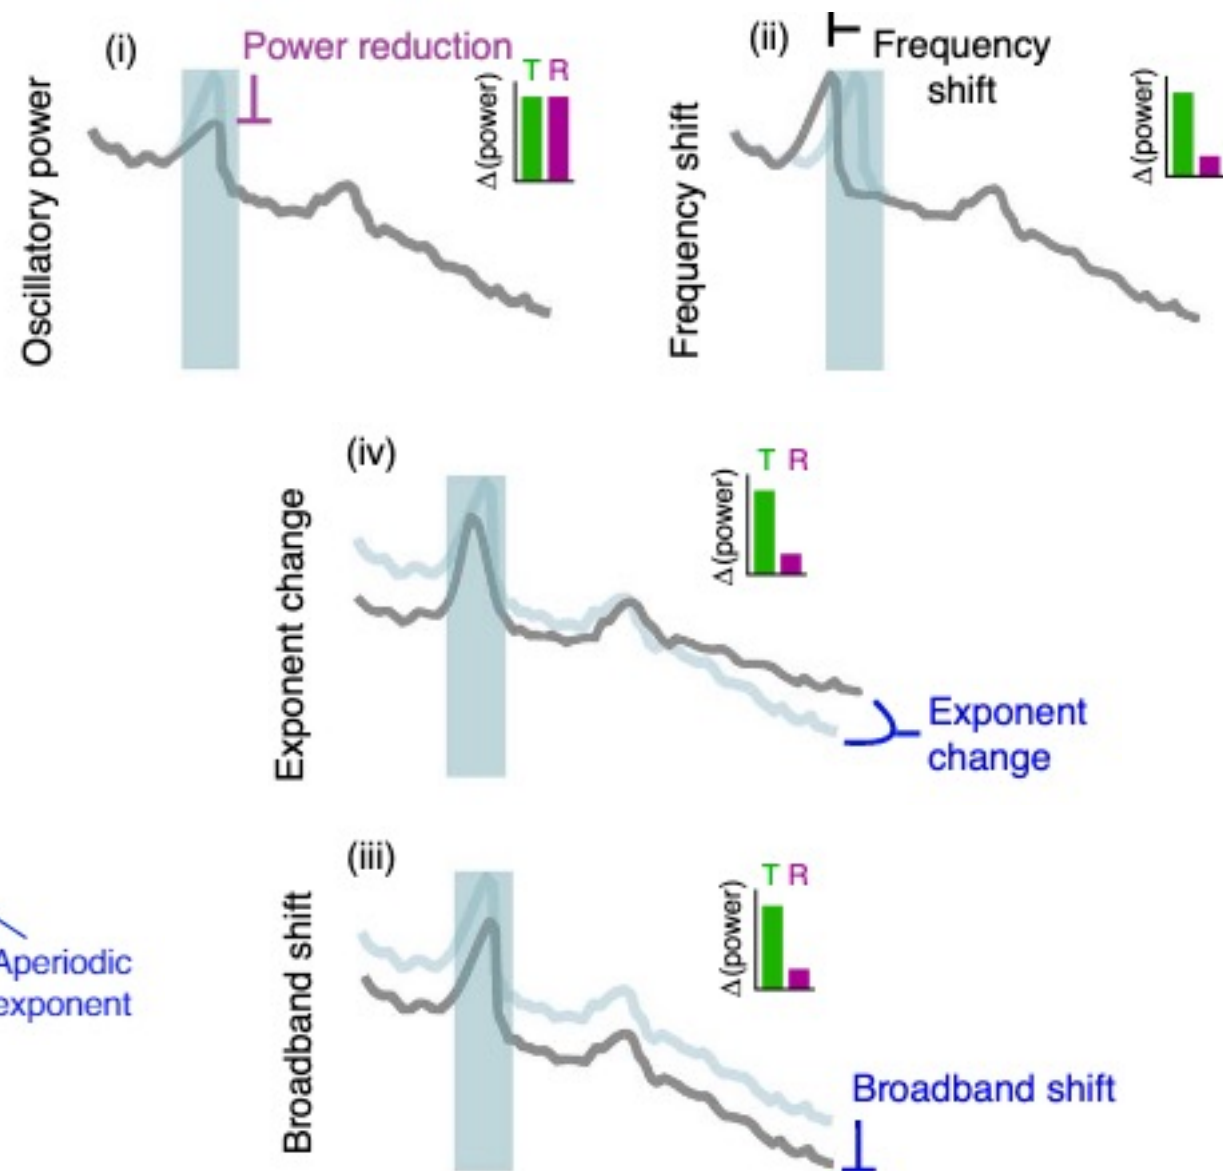 (i)
Power reduction
T R
Δ(power)
Oscillatory power
(ii)
Frequency
shift
Δ(power)
Frequency shift
(iv)
T R
Δ(power)
Exponent change
Exponent
change
(iii)
T R
Δ(power)
Broadband shift
Broadband shift
Aperiodic
exponent